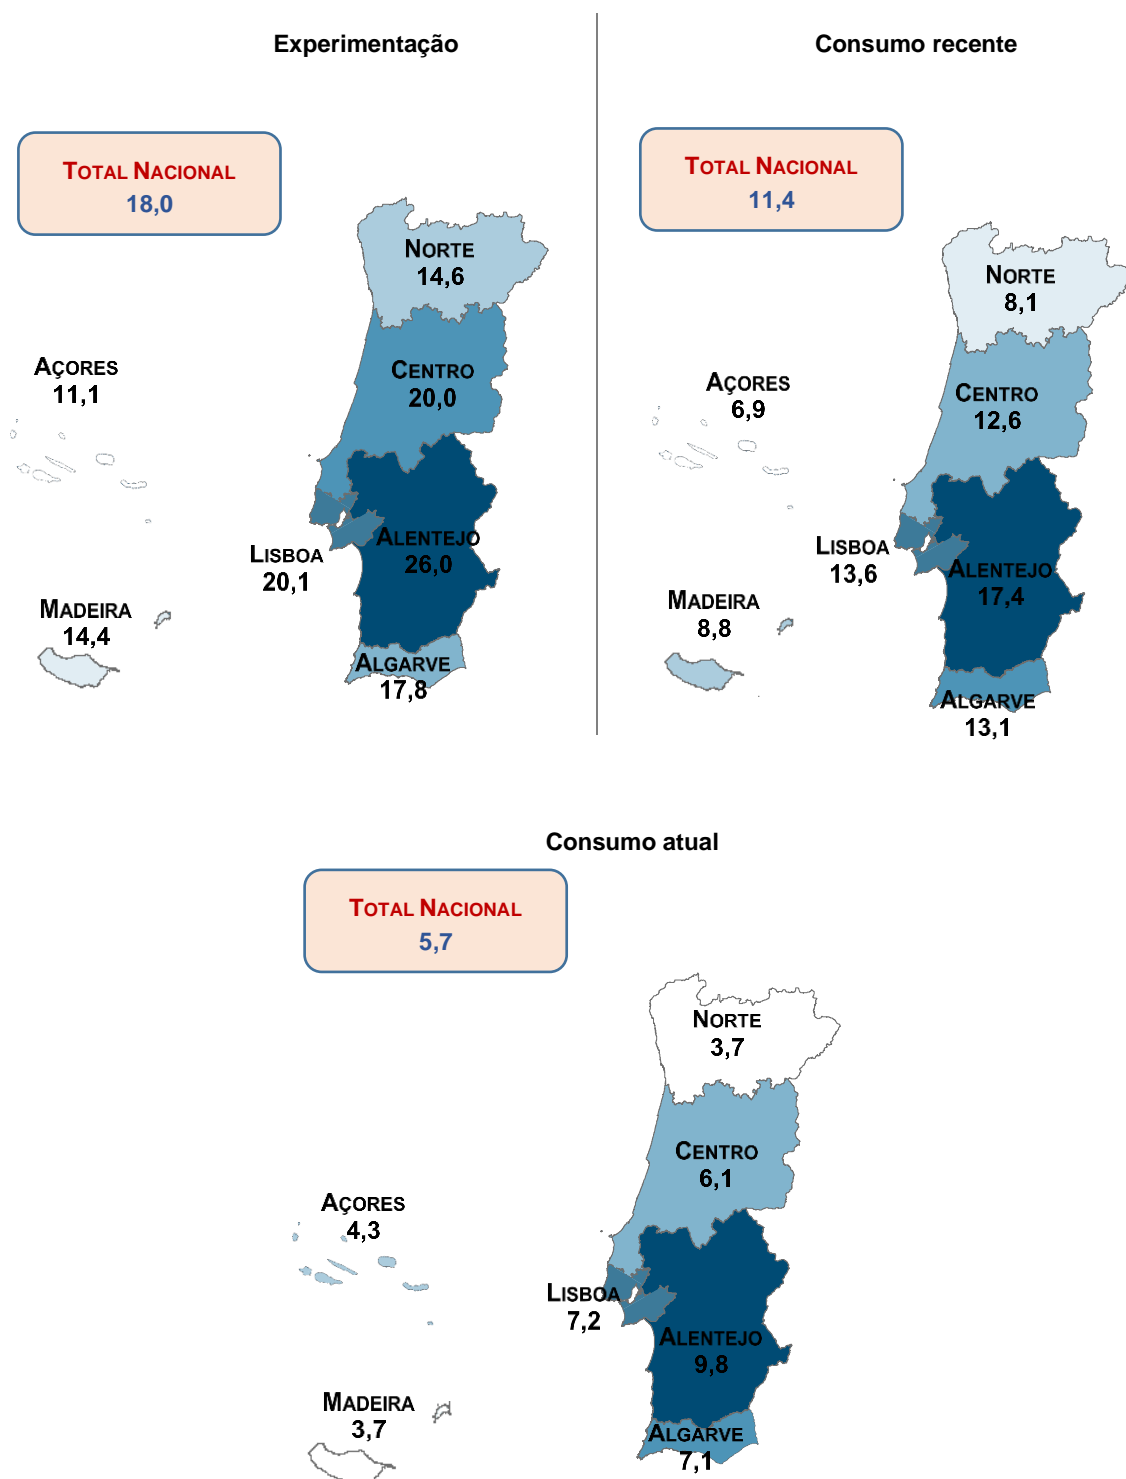 Experimentação
TOTAL NACIONAL
18,0
NORTE
14,6
AÇORES
11,1
CENTRO
20,0
LISBOA
20,1
ALENTEJO
26,0
MADEIRA
14,4
ALGARVE
17,8
Consumo recente
TOTAL NACIONAL
11,4
NORTE
8,1
AÇORES
6,9
CENTRO
12,6
LISBOA
13,6
ALENTEJO
17,4
MADEIRA
8,8
ALGARVE
13,1
Consumo atual
TOTAL NACIONAL
5,7
NORTE
3,7
CENTRO
6,1
AÇORES
4,3
LISBOA
7,2
ALENTEJO
9,8
MADEIRA
3,7
ALGARVE
7,1